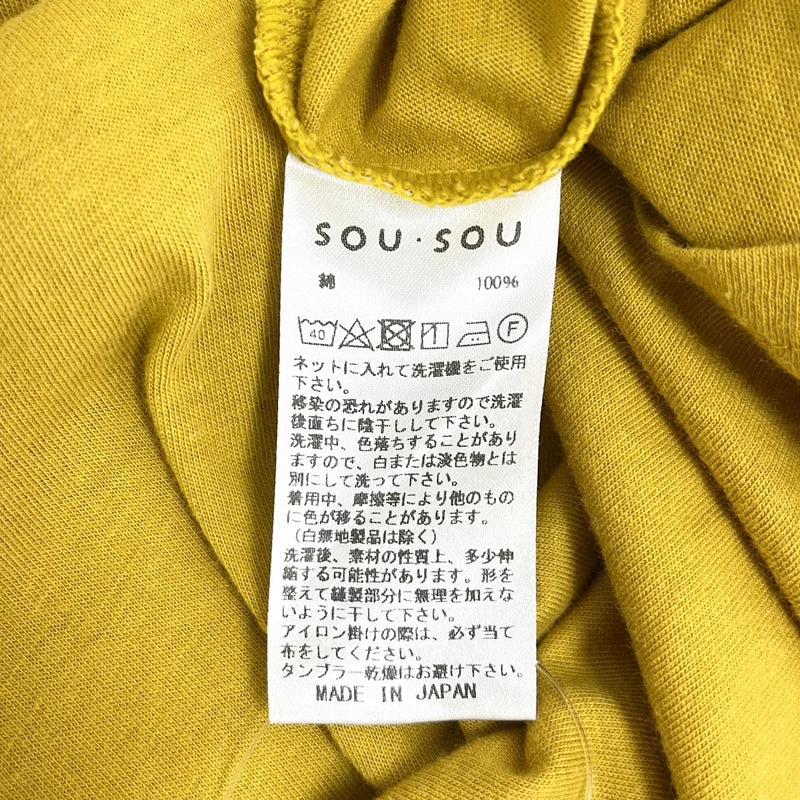 SOU・SOU
綿 100%
40 F
ネットに入れて洗濯機をご使用
下さい。
移染の恐れがありますので洗濯
後直ちに陰干しして下さい。
洗濯中、色落ちすることがあり
ますので、白または淡色物とは
別にして洗って下さい。
着用中、摩擦等により他のもの
に色が移ることがあります。
(白無地製品は除く)
洗濯後、素材の性質上、多少伸
縮する可能性があります。形を
整えて縫製部分に無理を加えな
いように干して下さい。
アイロン掛けの際は、必ず当て
布をしてください。
タンブラー乾燥はお避け下さい。
MADE IN JAPAN